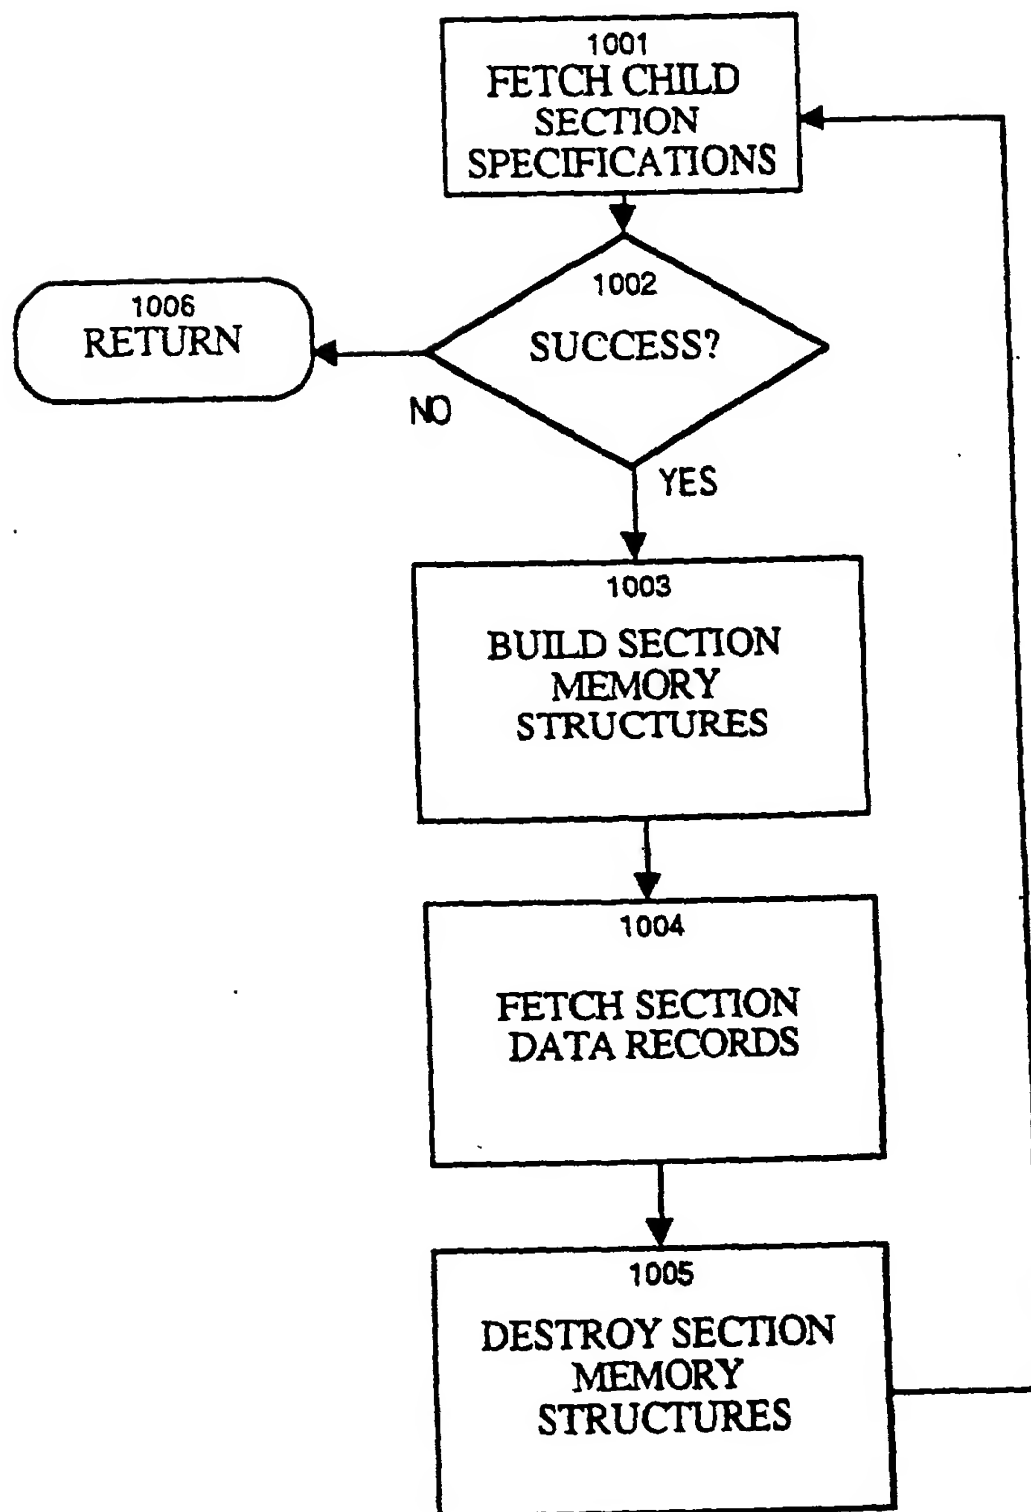 1001
FETCH CHILD
SECTION
SPECIFICATIONS
1002
SUCCESS?
1006
RETURN
NO
YES
1003
BUILD SECTION
MEMORY
STRUCTURES
1004
FETCH SECTION
DATA RECORDS
1005
DESTROY SECTION
MEMORY
STRUCTURES